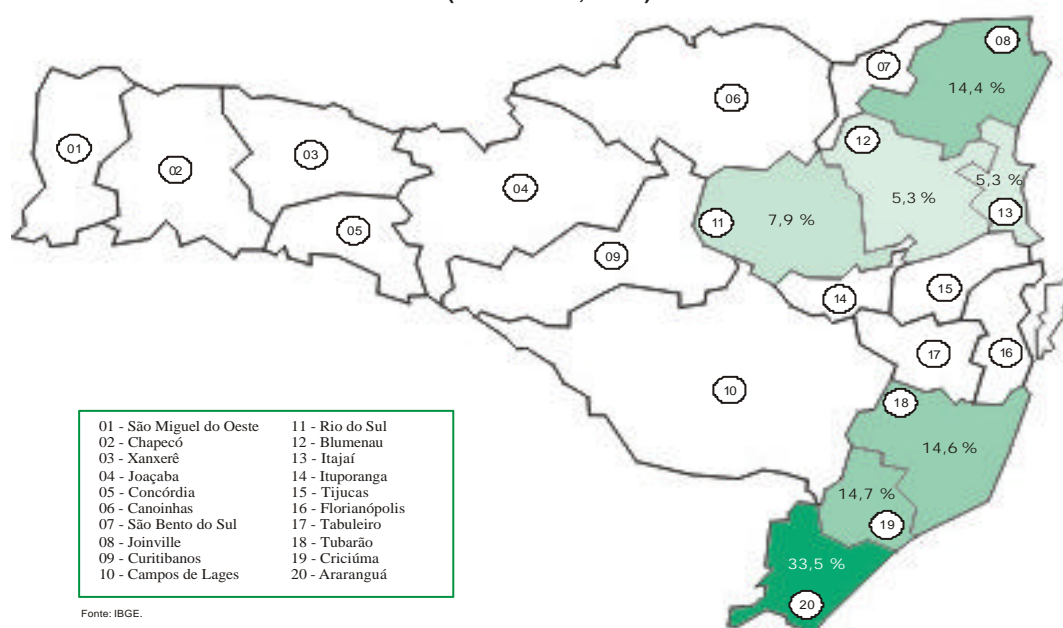 08
07
14,4 %
06
12
01
03
02
04
5,3 %
5,3 %
13
11
7,9 %
05
09
15
14
16
17
10
18
14,6 %
14,7 %
19
33,5 %
20
01 - São Miguel do Oeste
02 - Chapecó
03 - Xanxerê
04 - Joaçaba
05 - Concórdia
06 - Canoinhas
07 - São Bento do Sul
08 - Joinville
09 - Curitibanos
10 - Campos de Lages
11 - Rio do Sul
12 - Blumenau
13 - Itajaí
14 - Ituporanga
15 - Tijucas
16 - Florianópolis
17 - Tabuleiro
18 - Tubarão
19 - Criciúma
20 - Araranguá
Fonte: IBGE.